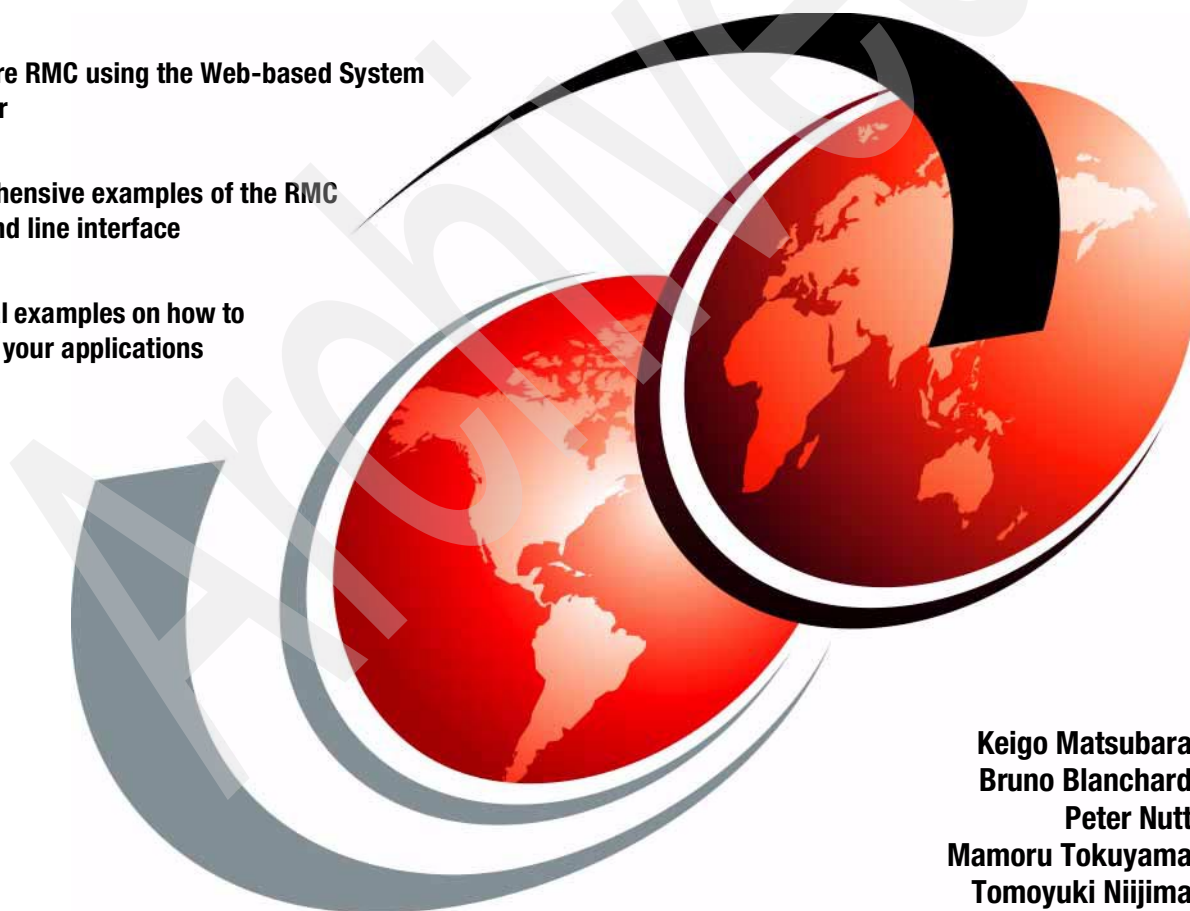 re RMC using the Web-based System
r
hensive examples of the RMC
nd line interface
l examples on how to
your applications
Keigo Matsubara
Bruno Blanchard
Peter Nutt
Mamoru Tokuyama
Tomoyuki Niijima
Archived